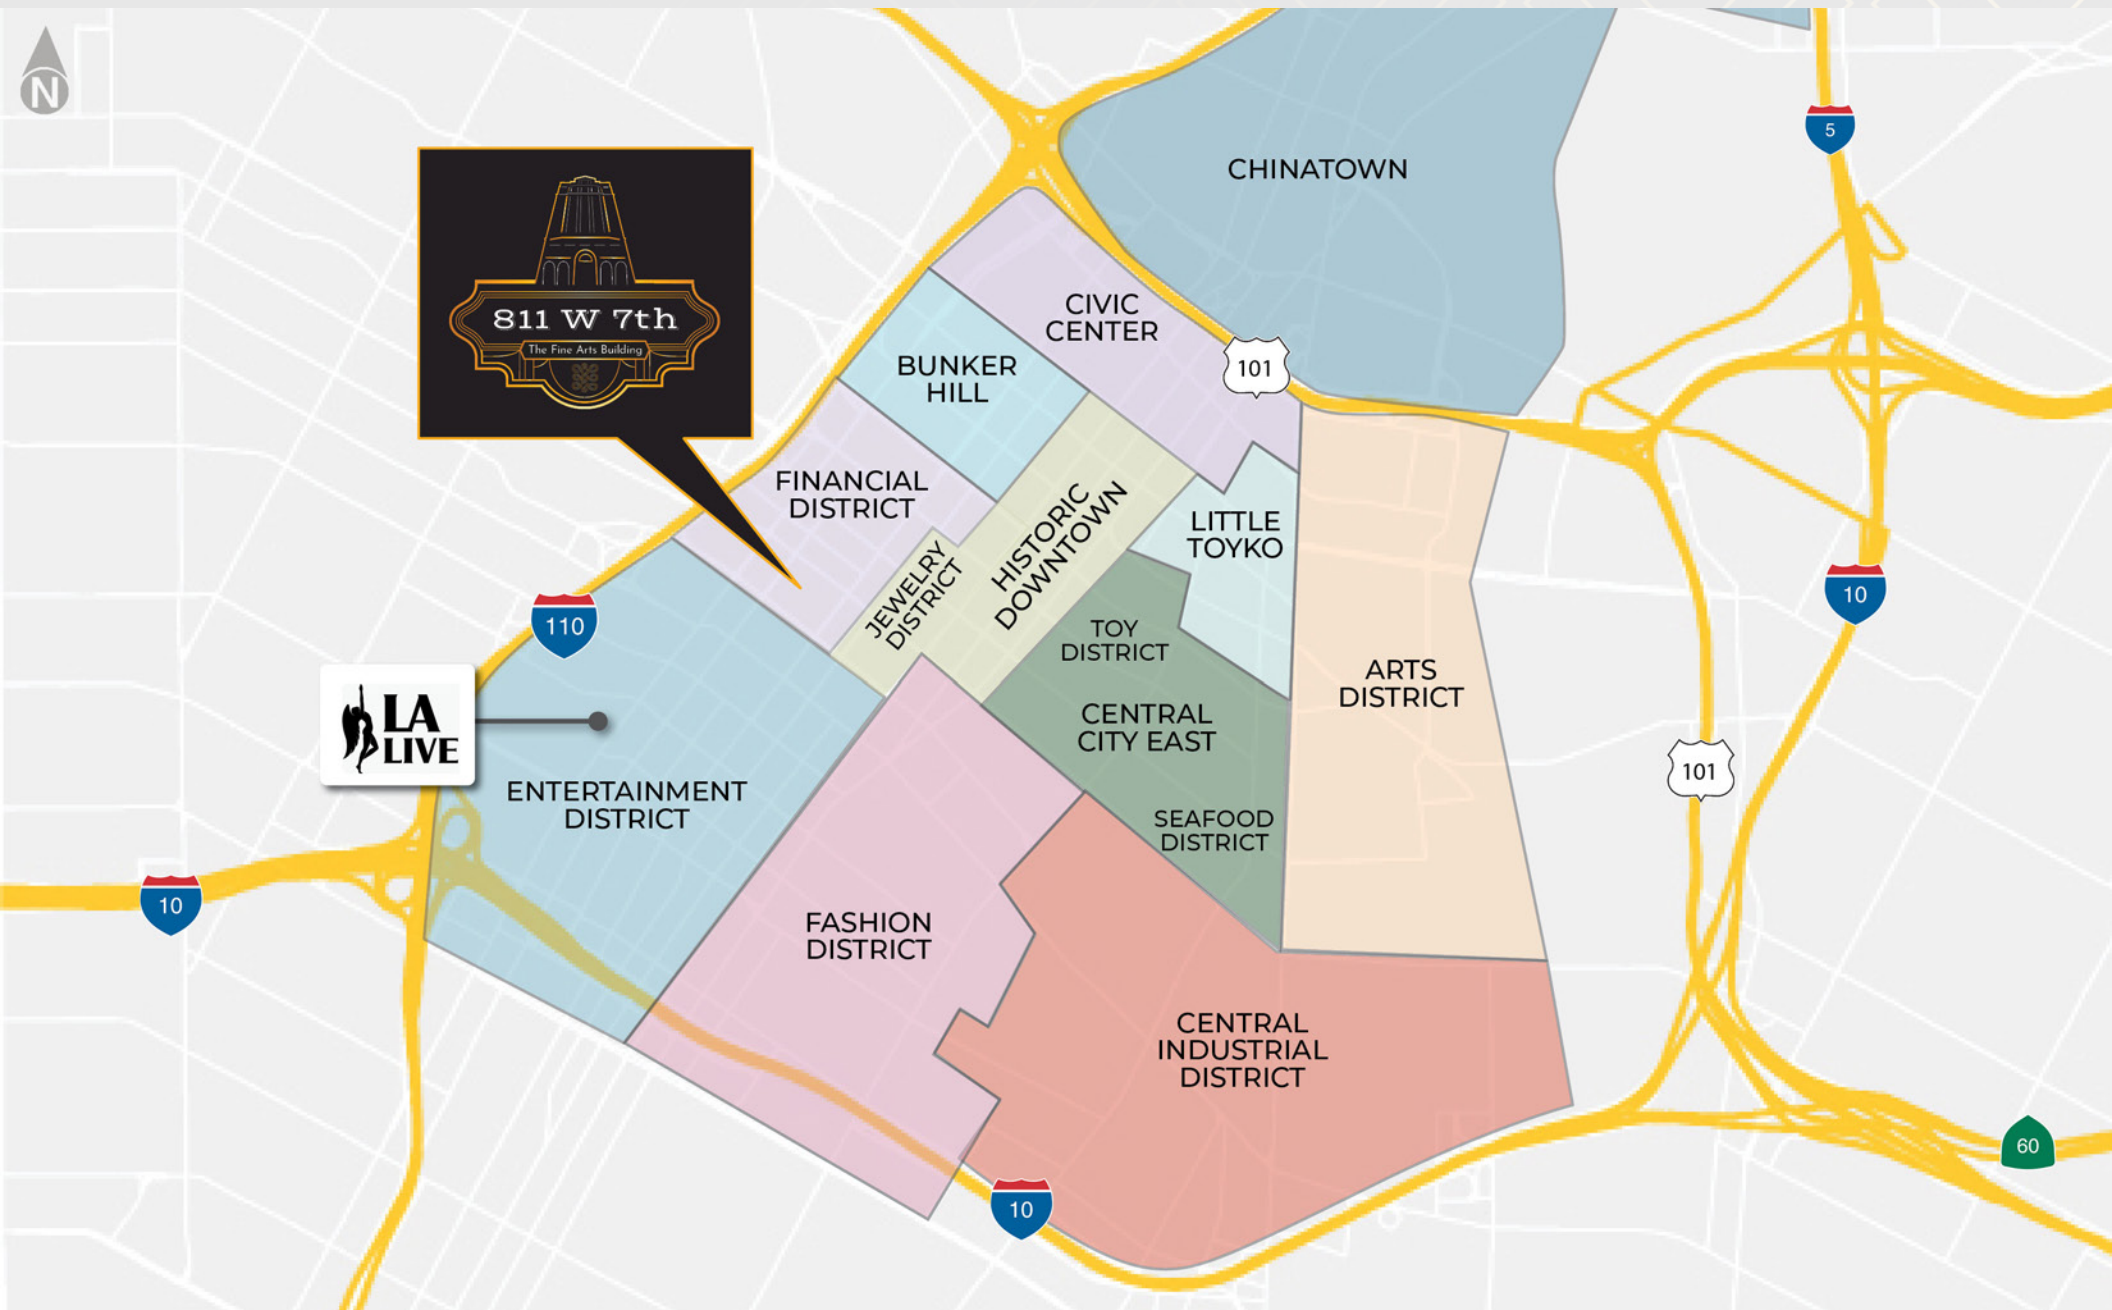 N
CHINATOWN
5
811 W 7th
The Fine Arts Building
CIVIC
CENTER
101
BUNKER
HILL
FINANCIAL
DISTRICT
HISTORIC
DOWNTOWN
LITTLE
TOYKO
JEWELRY
DISTRICT
10
110
TOY
DISTRICT
ARTS
DISTRICT
LA
LIVE
CENTRAL
CITY EAST
101
ENTERTAINMENT
DISTRICT
SEAFOOD
DISTRICT
10
FASHION
DISTRICT
CENTRAL
INDUSTRIAL
DISTRICT
60
10